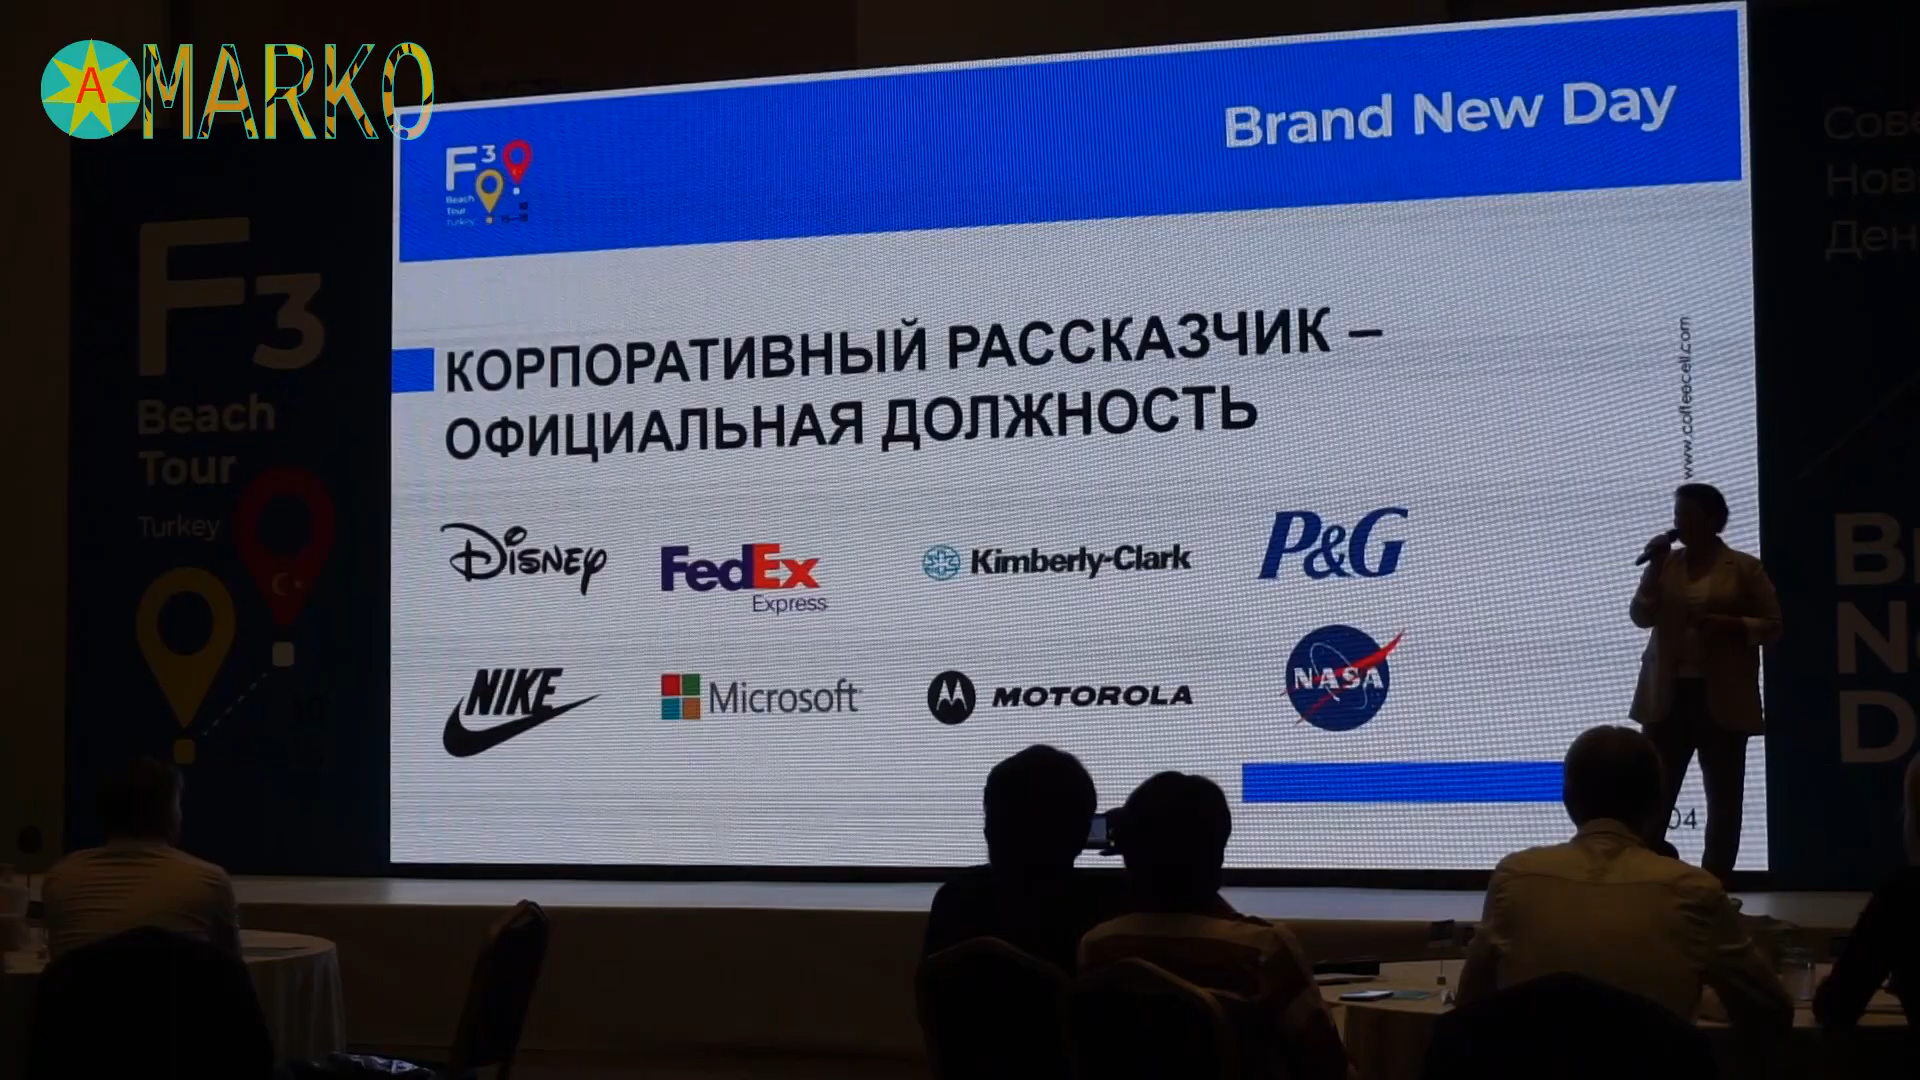 A MARKO
F3
Beach
Tour
Turkey
Brand New Day
F3
Beach
Tour
Turkey
КОРПОРАТИВНЫЙ РАССКАЗЧИК –
ОФИЦИАЛЬНАЯ ДОЛЖНОСТЬ
www.coffeecell.com
Disney
FedEx
Express
Kimberly-Clark
P&G
NIKE
Microsoft
MOTOROLA
NASA
04